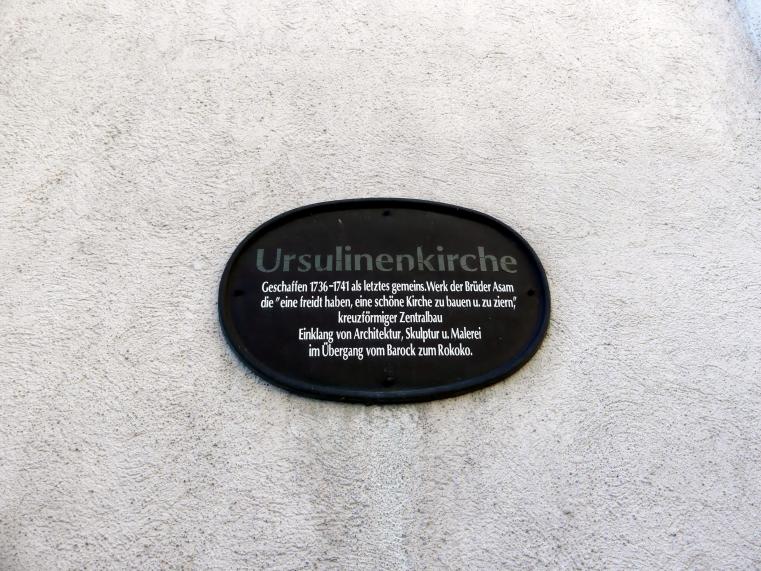 Ursulinenkirche
Geschaffen 1736-1741 als letztes gemeins.Werk der Brüder Asam
die "eine freidt haben, eine schöne Kirche zu bauen u. zu ziern,"
kreuzförmiger Zentralbau
Einklang von Architektur, Skulptur u. Malerei
im Übergang vom Barock zum Rokoko.